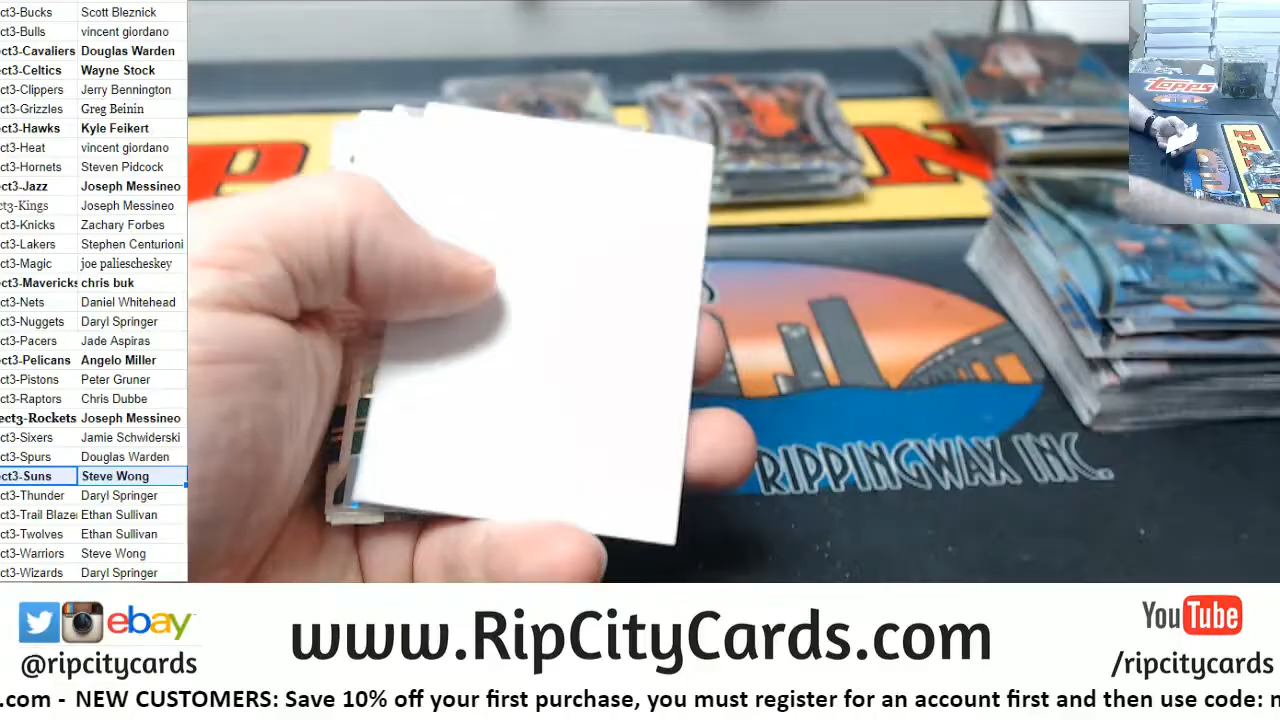 ct3-Bucks Scott Bleznick
ct3-Bulls vincent giordano
ect3-Cavaliers Douglas Warden
ect3-Celtics Wayne Stock
ct3-Clippers Jerry Bennington
ct3-Grizzles Greg Beinin
ct3-Hawks Kyle Feikert
ct3-Heat vincent giordano
ct3-Hornets Steven Pidcock
ect3-Jazz Joseph Messineo
ct3-Kings Joseph Messineo
ct3-Knicks Zachary Forbes
ct3-Lakers Stephen Centurioni
ct3-Magic joe paliescheskey
ect3-Mavericks chris buk
ct3-Nets Daniel Whitehead
ct3-Nuggets Daryl Springer
ct3-Pacers Jade Aspiras
ect3-Pelicans Angelo Miller
ct3-Pistons Peter Gruner
ct3-Raptors Chris Dubbe
ect3-Rockets Joseph Messineo
ct3-Sixers Jamie Schwiderski
ct3-Spurs Douglas Warden
ect3-Suns Steve Wong
ct3-Thunder Daryl Springer
ct3-Trail Blaze Ethan Sullivan
ct3-Twolves Ethan Sullivan
ct3-Warriors Steve Wong
ct3-Wizards Daryl Springer
Topps
RIPPINGWAX INC.
ebay
@ripcitycards
www.RipCityCards.com
YouTube
/ripcitycards
.com - NEW CUSTOMERS: Save 10% off your first purchase, you must register for an account first and then use code: